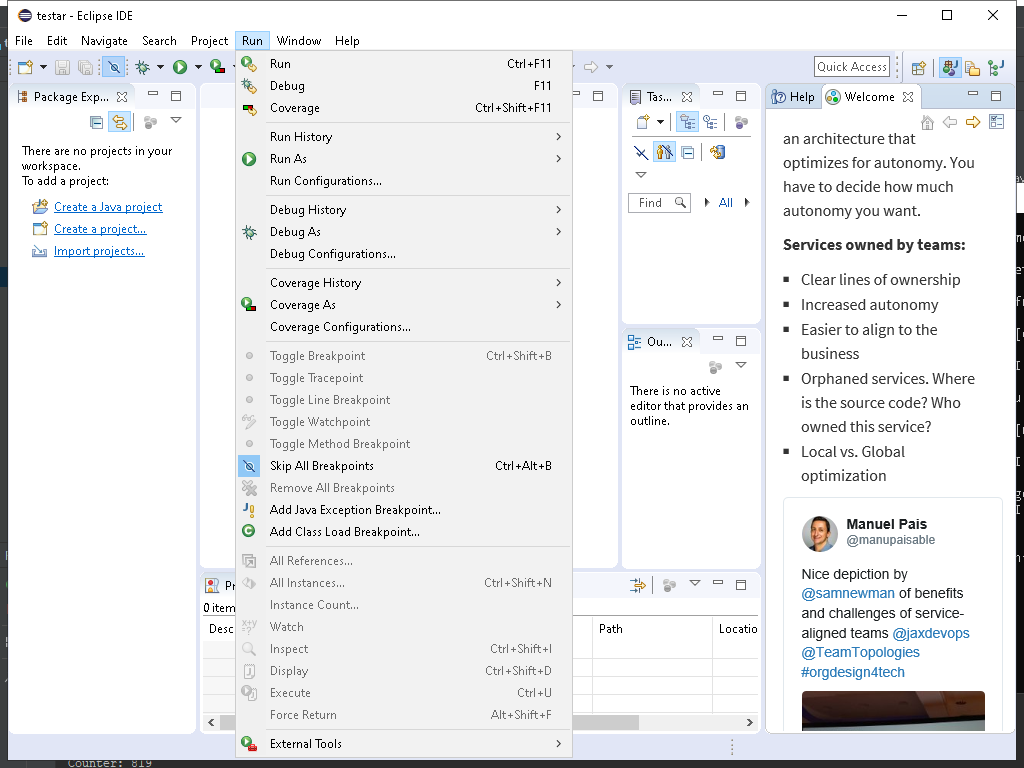 testar - Eclipse IDE
File Edit Navigate Search Project Run Window Help
Quick Access
Package Exp...
There are no projects in your
workspace.
To add a project:
Create a Java project
Create a project...
Import projects...
Run Ctrl+F11
Debug F11
Coverage Ctrl+Shift+F11
Run History
Run As
Run Configurations...
Debug History
Debug As
Debug Configurations...
Coverage History
Coverage As
Coverage Configurations...
Toggle Breakpoint Ctrl+Shift+B
Toggle Tracepoint
Toggle Line Breakpoint
Toggle Watchpoint
Toggle Method Breakpoint
Skip All Breakpoints Ctrl+Alt+B
Remove All Breakpoints
Add Java Exception Breakpoint...
Add Class Load Breakpoint...
All References...
All Instances... Ctrl+Shift+N
Instance Count...
Watch
Inspect Ctrl+Shift+I
Display Ctrl+Shift+D
Execute Ctrl+U
Force Return Alt+Shift+F
External Tools
Pr
0 item
Desc
Path
Locatio
Tas...
Find
All
Ou...
There is no active
editor that provides an
outline.
Help
Welcome
an architecture that
optimizes for autonomy. You
have to decide how much
autonomy you want.
Services owned by teams:
Clear lines of ownership
Increased autonomy
Easier to align to the
business
Orphaned services. Where
is the source code? Who
owned this service?
Local vs. Global
optimization
Manuel Pais
@manupaisable
Nice depiction by
@samnewman of benefits
and challenges of service-
aligned teams @jaxdevops
@TeamTopologies
#orgdesign4tech
Counter: 819